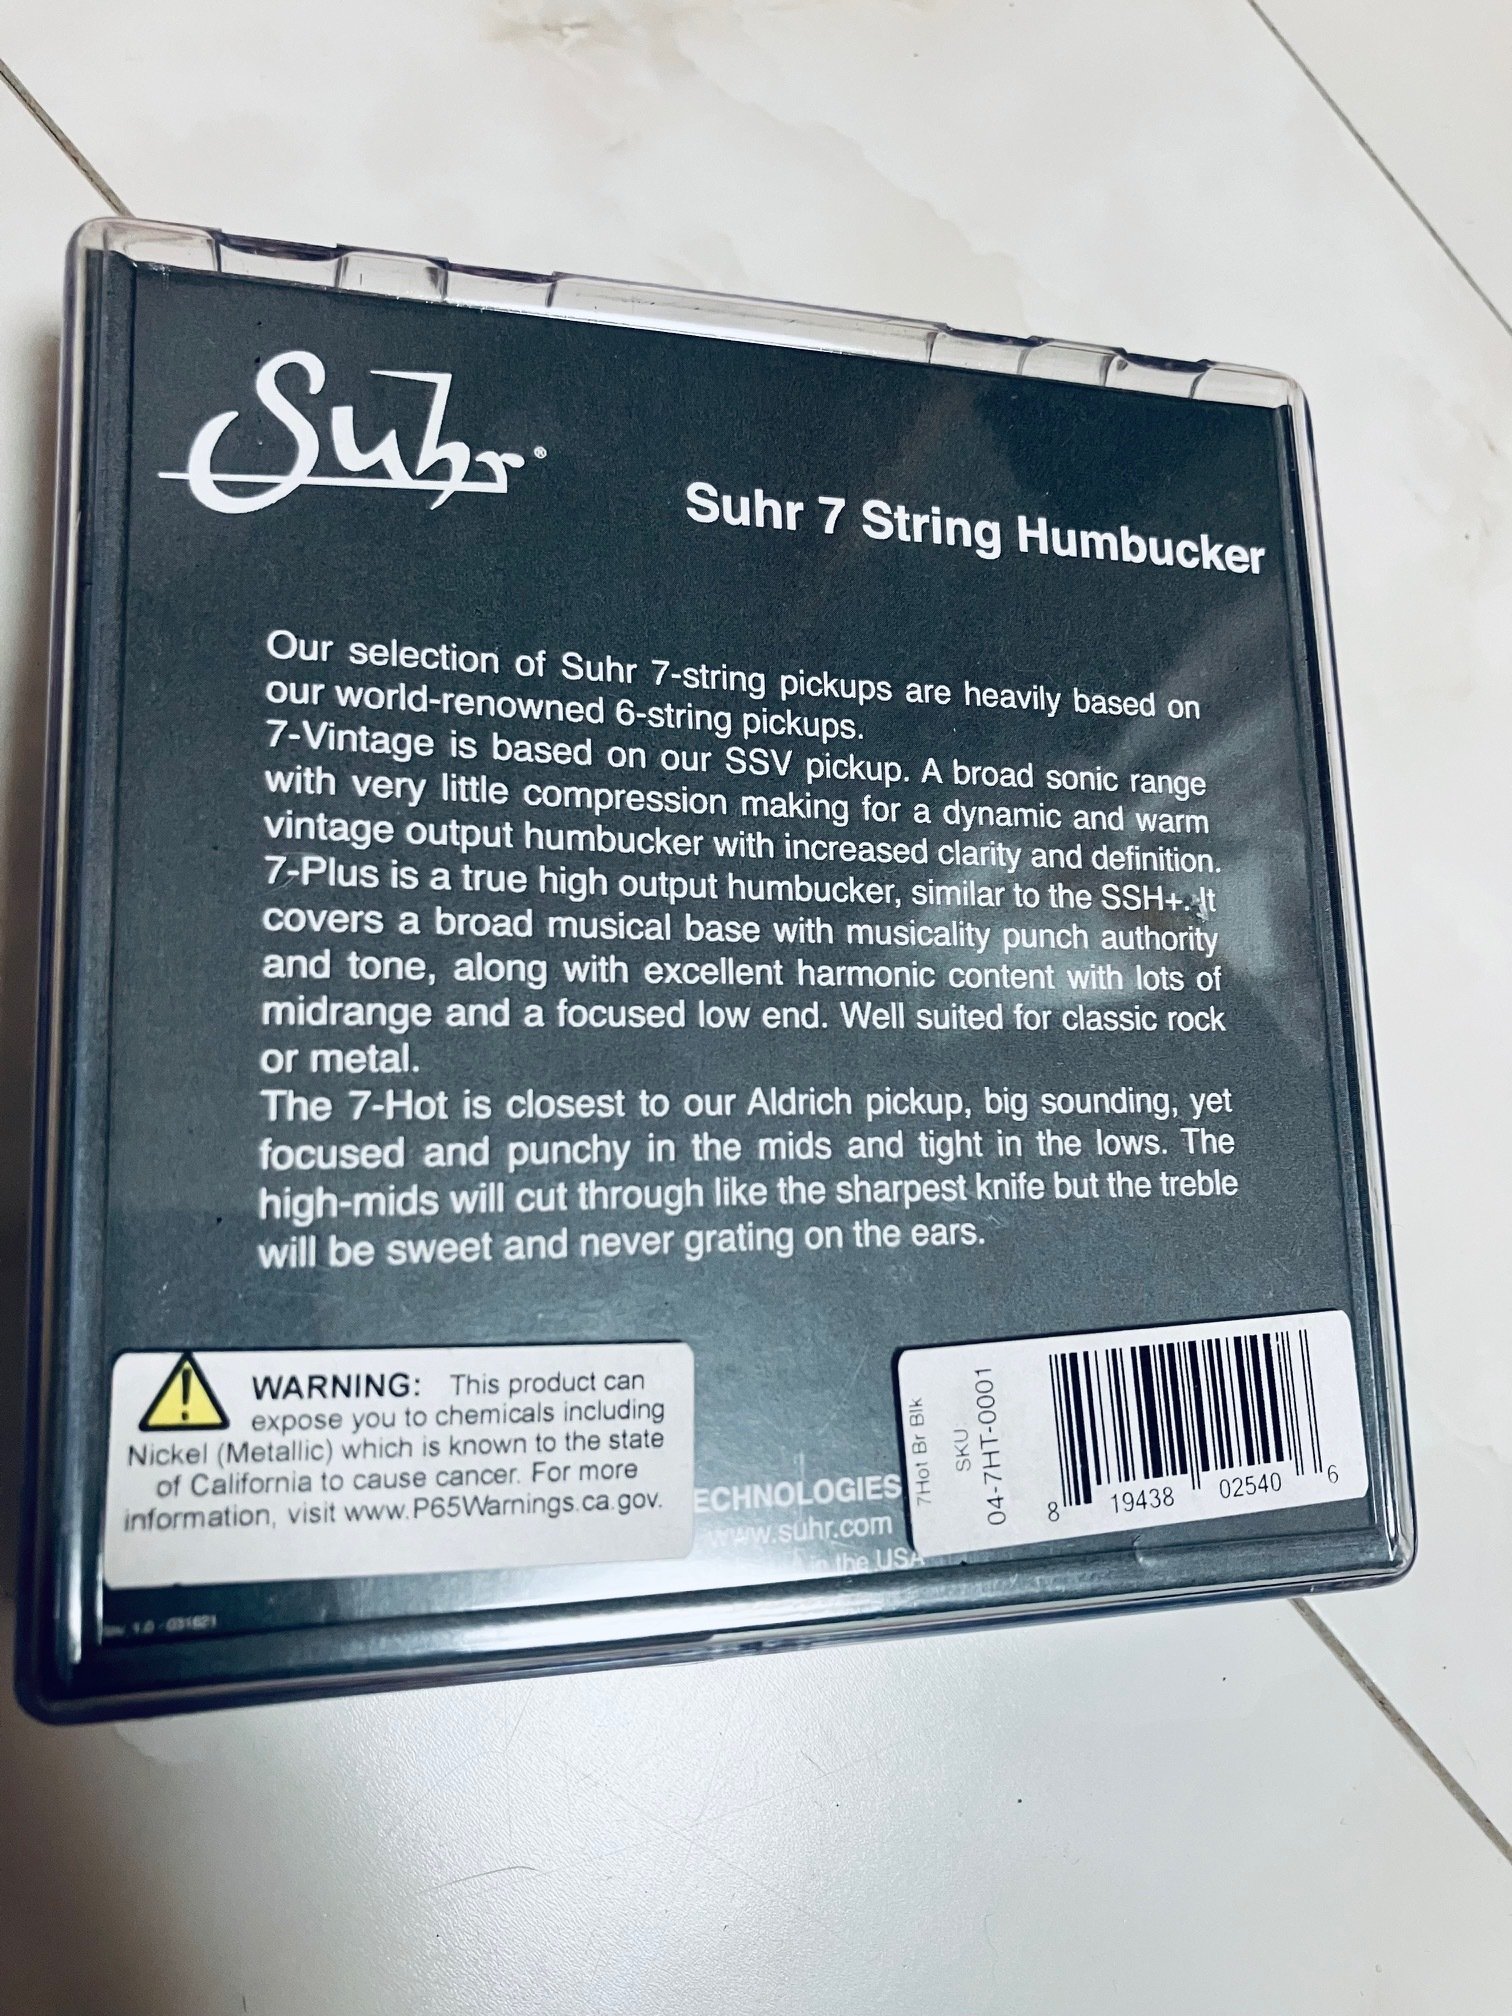 Suhr®
Suhr 7 String Humbucker
Our selection of Suhr 7-string pickups are heavily based on
our world-renowned 6-string pickups.
7-Vintage is based on our SSV pickup. A broad sonic range
with very little compression making for a dynamic and warm
vintage output humbucker with increased clarity and definition.
7-Plus is a true high output humbucker, similar to the SSH+. It
covers a broad musical base with musicality punch authority
and tone, along with excellent harmonic content with lots of
midrange and a focused low end. Well suited for classic rock
or metal.
The 7-Hot is closest to our Aldrich pickup, big sounding, yet
focused and punchy in the mids and tight in the lows. The
high-mids will cut through like the sharpest knife but the treble
will be sweet and never grating on the ears.
WARNING: This product can
expose you to chemicals including
Nickel (Metallic) which is known to the state
of California to cause cancer. For more
information, visit www.P65Warnings.ca.gov.
ECHNOLOGIES
www.suhr.com
in the USA
7Hot Br Blk
SKU:
04-7HT-0001
8 19438 02540 6
1.0 - 031621